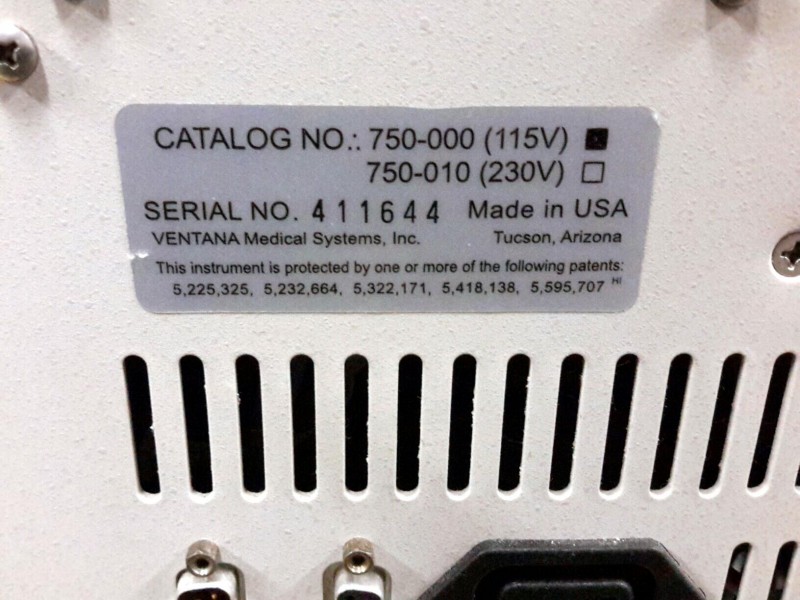 CATALOG NO.: 750-000 (115V) ■
750-010 (230V) □
SERIAL NO. 411644 Made in USA
VENTANA Medical Systems, Inc. Tucson, Arizona
This instrument is protected by one or more of the following patents:
5,225,325, 5,232,664, 5,322,171, 5,418,138, 5,595,707 HI